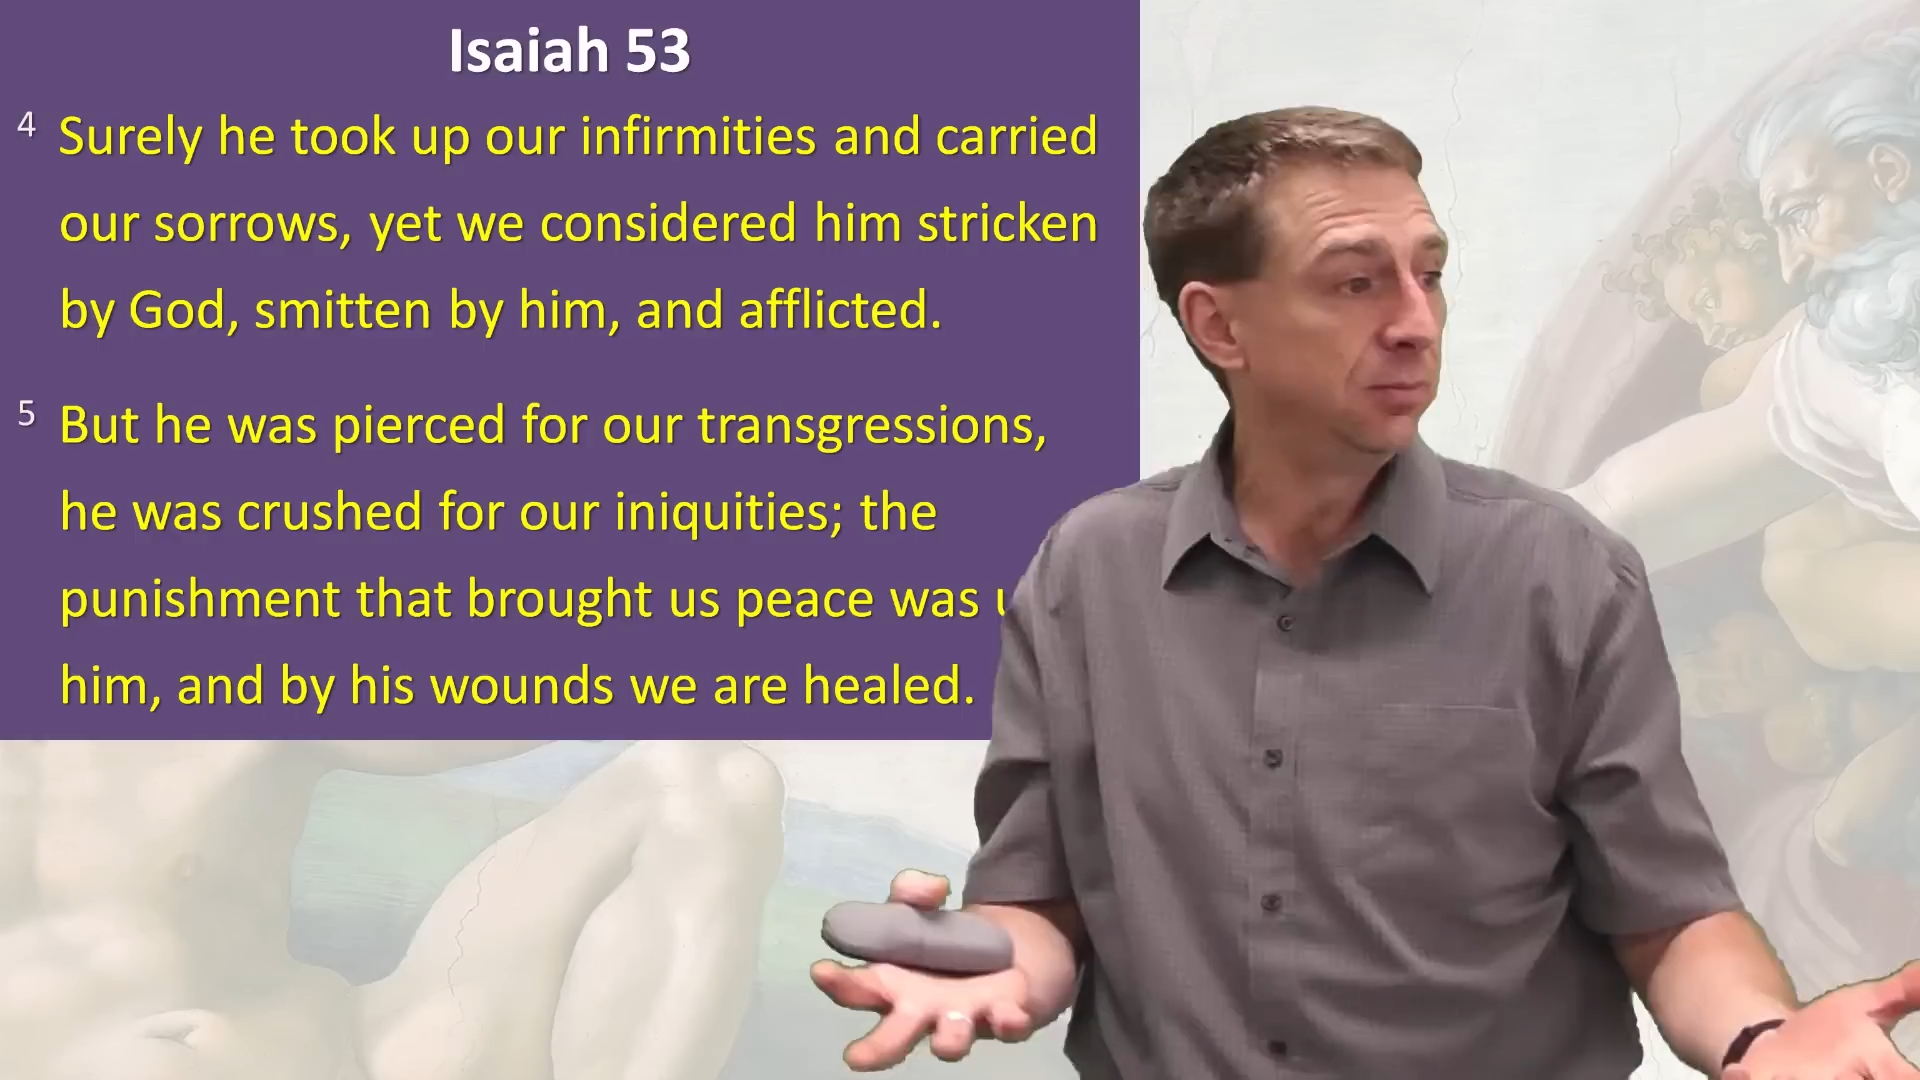 Isaiah 53
4 Surely he took up our infirmities and carried
our sorrows, yet we considered him stricken
by God, smitten by him, and afflicted.
5 But he was pierced for our transgressions,
he was crushed for our iniquities; the
punishment that brought us peace was
him, and by his wounds we are healed.